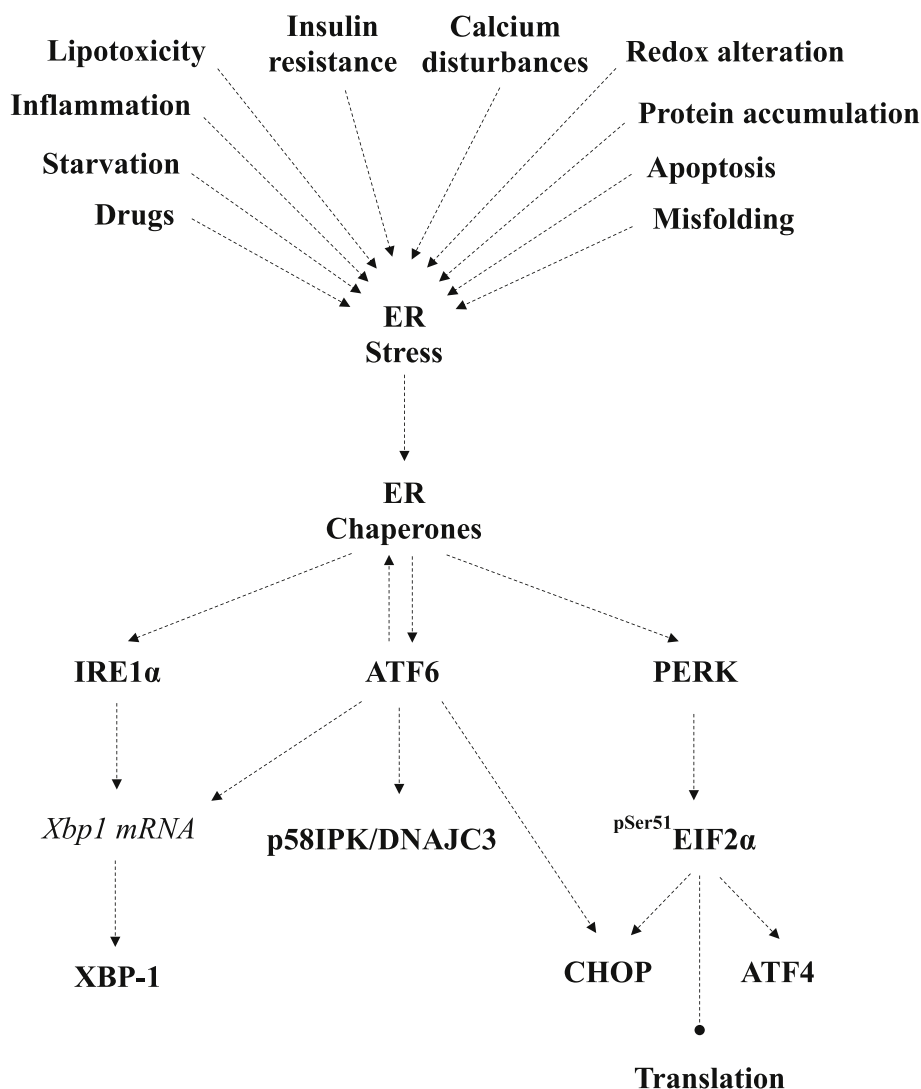 Lipotoxicity
Insulin
resistance
Calcium
disturbances
Redox alteration
Inflammation
Protein accumulation
Starvation
Apoptosis
Drugs
Misfolding
ER
Stress
ER
Chaperones
IRE1α
ATF6
PERK
Xbp1 mRNA
p58IPK/DNAJC3
pSer51EIF2α
XBP-1
CHOP
ATF4
Translation